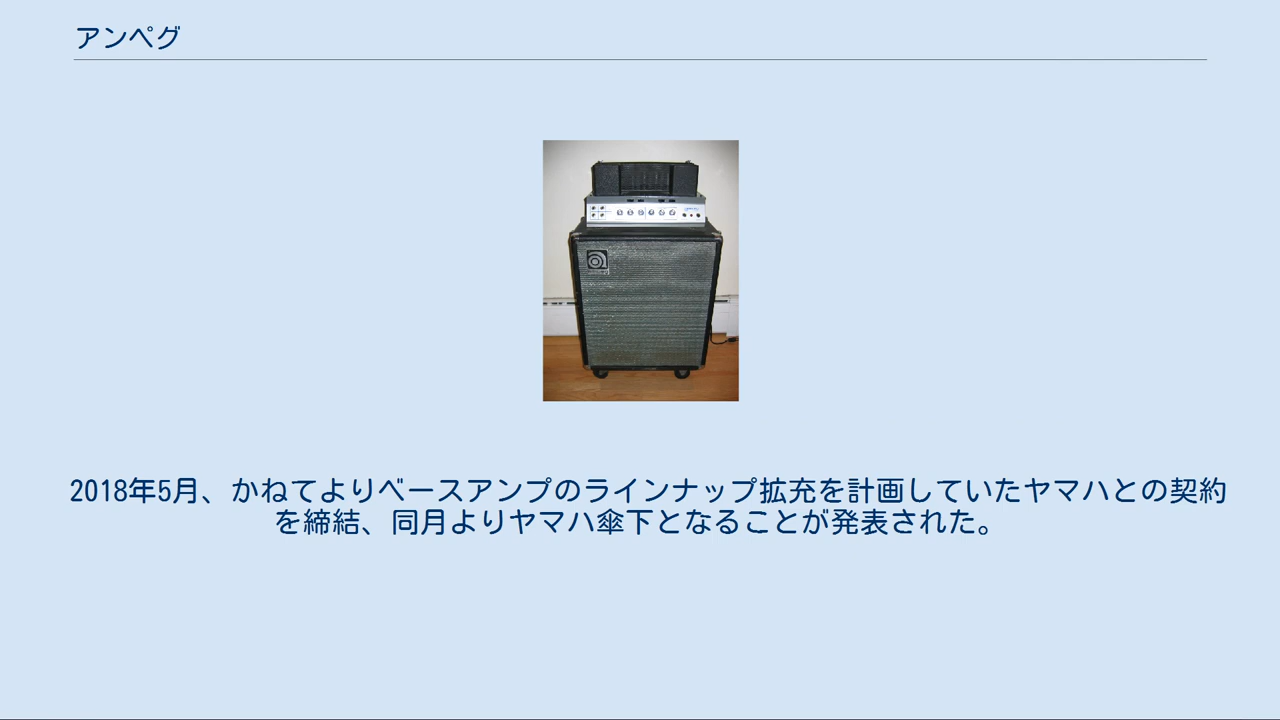 アンペグ
2018年5月、かねてよりベースアンプのラインナップ拡充を計画していたヤマハとの契約
を締結、同月よりヤマハ傘下となることが発表された。